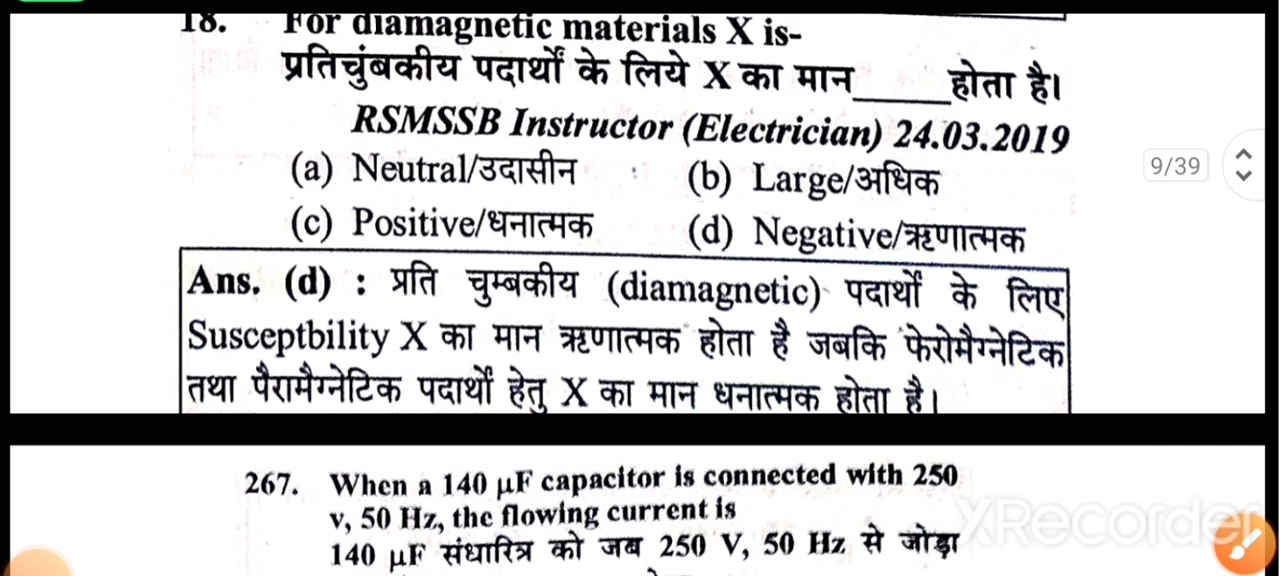 18. For diamagnetic materials X is-
प्रतिचुंबकीय पदार्थों के लिये X का मान_____होता है।
RSMSSB Instructor (Electrician) 24.03.2019
(a) Neutral/उदासीन (b) Large/अधिक
(c) Positive/धनात्मक (d) Negative/ऋणात्मक
9/39
Ans. (d) : प्रति चुम्बकीय (diamagnetic) पदार्थों के लिए
Susceptbility X का मान ऋणात्मक होता है जबकि फेरोमैग्नेटिक
तथा पैरामैग्नेटिक पदार्थों हेतु X का मान धनात्मक होता है।
267. When a 140 μF capacitor is connected with 250
v, 50 Hz, the flowing current is
140 μF संधारित्र को जब 250 V, 50 Hz से जोड़ा
XRecorder